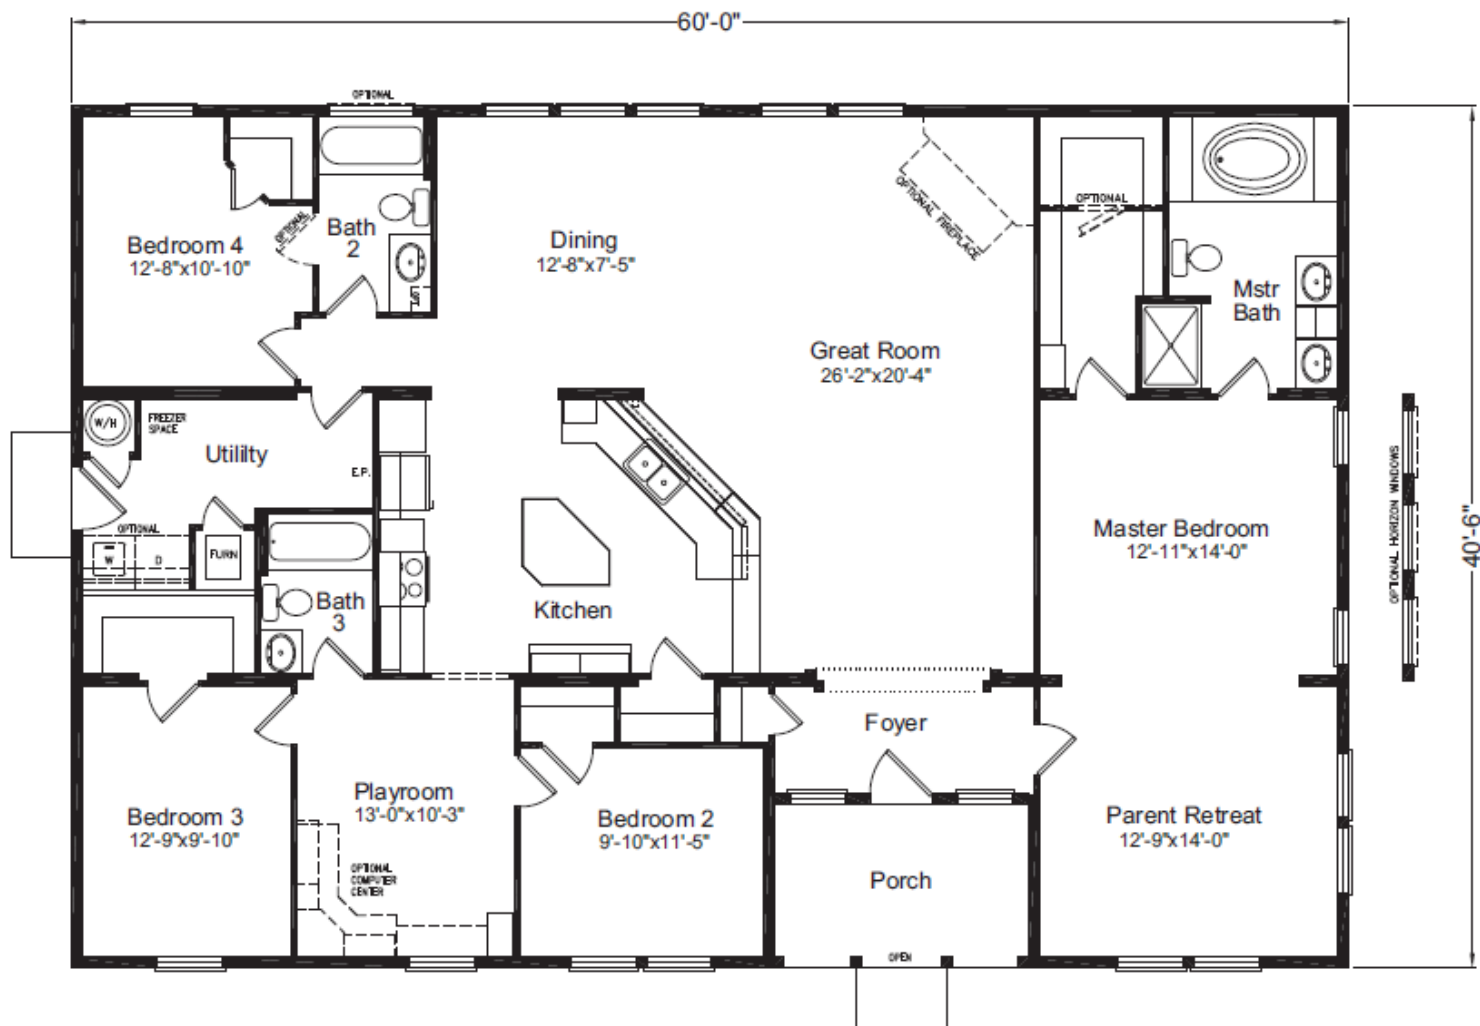 60'-0"
OPTIONAL
Bedroom 4
12'-8"x10'-10"
OPTIONAL
Bath
2
OPT.
Dining
12'-8"x7'-5"
OPTIONAL FIREPLACE
Great Room
26'-2"x20'-4"
OPTIONAL
Mstr
Bath
W/H
FREEZER
SPACE
Utililty
E.P.
OPTIONAL
W
D
FURN
Bath
3
Kitchen
Master Bedroom
12'-11"x14'-0"
OPTIONAL HORIZON WINDOWS
40'-6"
Foyer
Bedroom 3
12'-9"x9'-10"
Playroom
13'-0"x10'-3"
OPTIONAL
COMPUTER
CENTER
Bedroom 2
9'-10"x11'-5"
Porch
OPEN
Parent Retreat
12'-9"x14'-0"